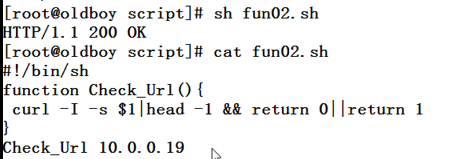 [root@oldboy script]# sh fun02.sh
HTTP/1.1 200 OK
[root@oldboy script]# cat fun02.sh
#!/bin/sh
function Check_Url(){
 curl -I -s $1|head -1 && return 0||return 1
}
Check_Url 10.0.0.19